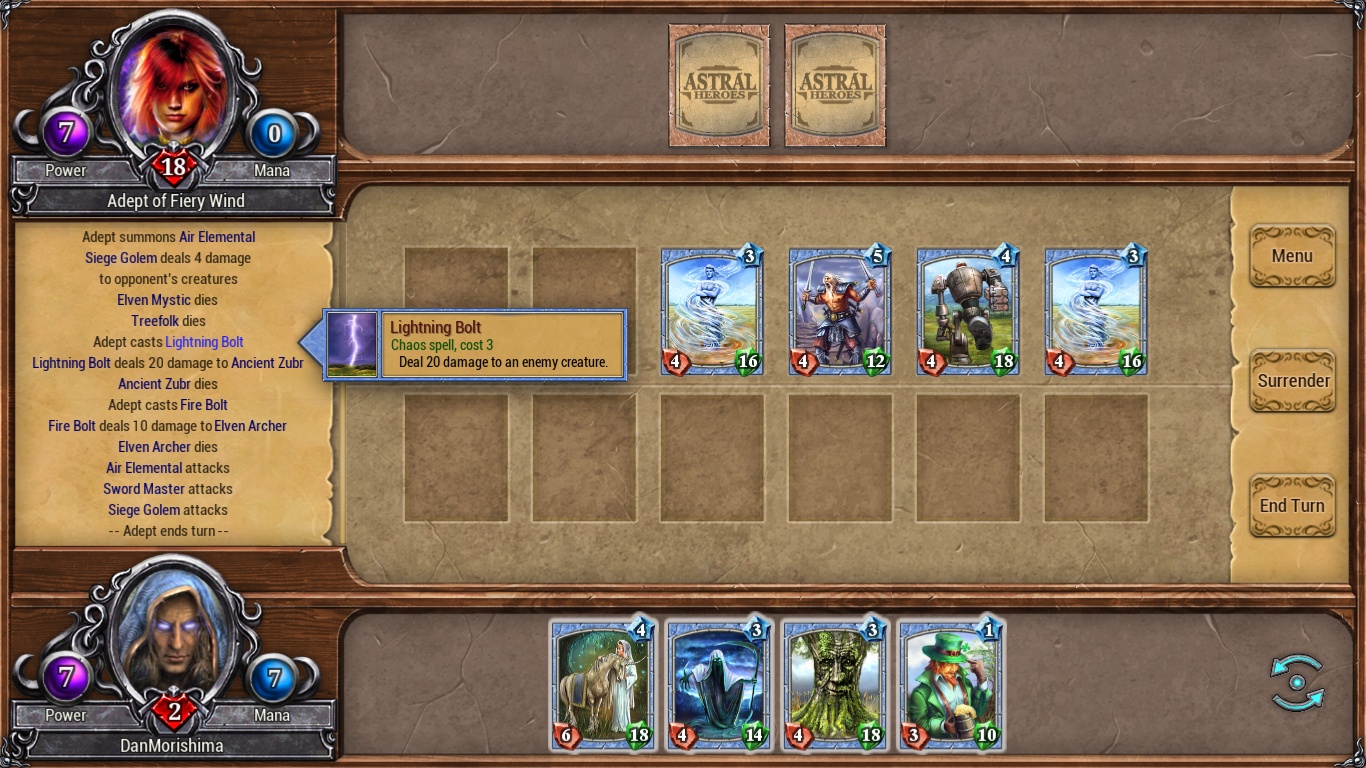 ASTRAL
HEROES
ASTRAL
HEROES
7
0
Power
18
Mana
Adept of Fiery Wind
Adept summons Air Elemental
Siege Golem deals 4 damage
to opponent's creatures
Elven Mystic dies
Treefolk dies
Adept casts Lightning Bolt
Lightning Bolt deals 20 damage to Ancient Zubr
Ancient Zubr dies
Adept casts Fire Bolt
Fire Bolt deals 10 damage to Elven Archer
Elven Archer dies
Air Elemental attacks
Sword Master attacks
Siege Golem attacks
-- Adept ends turn --
Lightning Bolt
Chaos spell, cost 3
Deal 20 damage to an enemy creature.
3
5
4
3
4 16
4 12
4 18
4 16
Menu
Surrender
End Turn
7
7
Power
2
Mana
DanMorishima
4
3
3
1
6 18
4 14
4 18
3 10